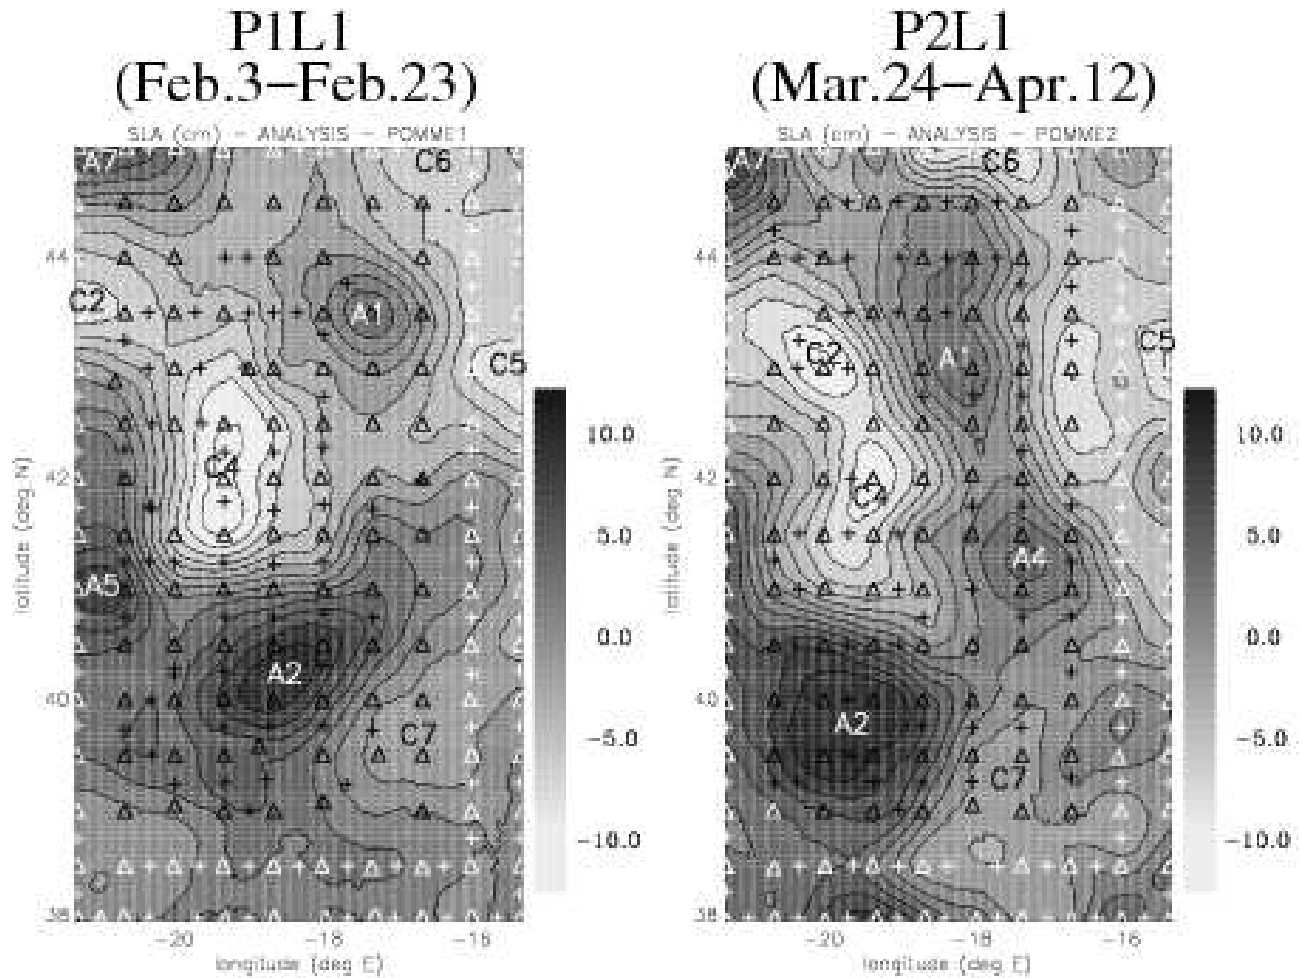 P1L1
(Feb.3–Feb.23)
SLA (cm) – ANALYSIS – POMME1
A7
C6
44
C2
A1
C5
10.0
C4
42
5.0
A5
0.0
A2
40
C7
-5.0
-10.0
38
-20
-18
-16
longitude (deg E)
latitude (deg N)
P2L1
(Mar.24–Apr.12)
SLA (cm) – ANALYSIS – POMME2
A7
C6
44
C2
A1
C5
10.0
42
C4
5.0
A4
0.0
40
A2
C7
-5.0
-10.0
38
-20
-18
-16
longitude (deg E)
latitude (deg N)